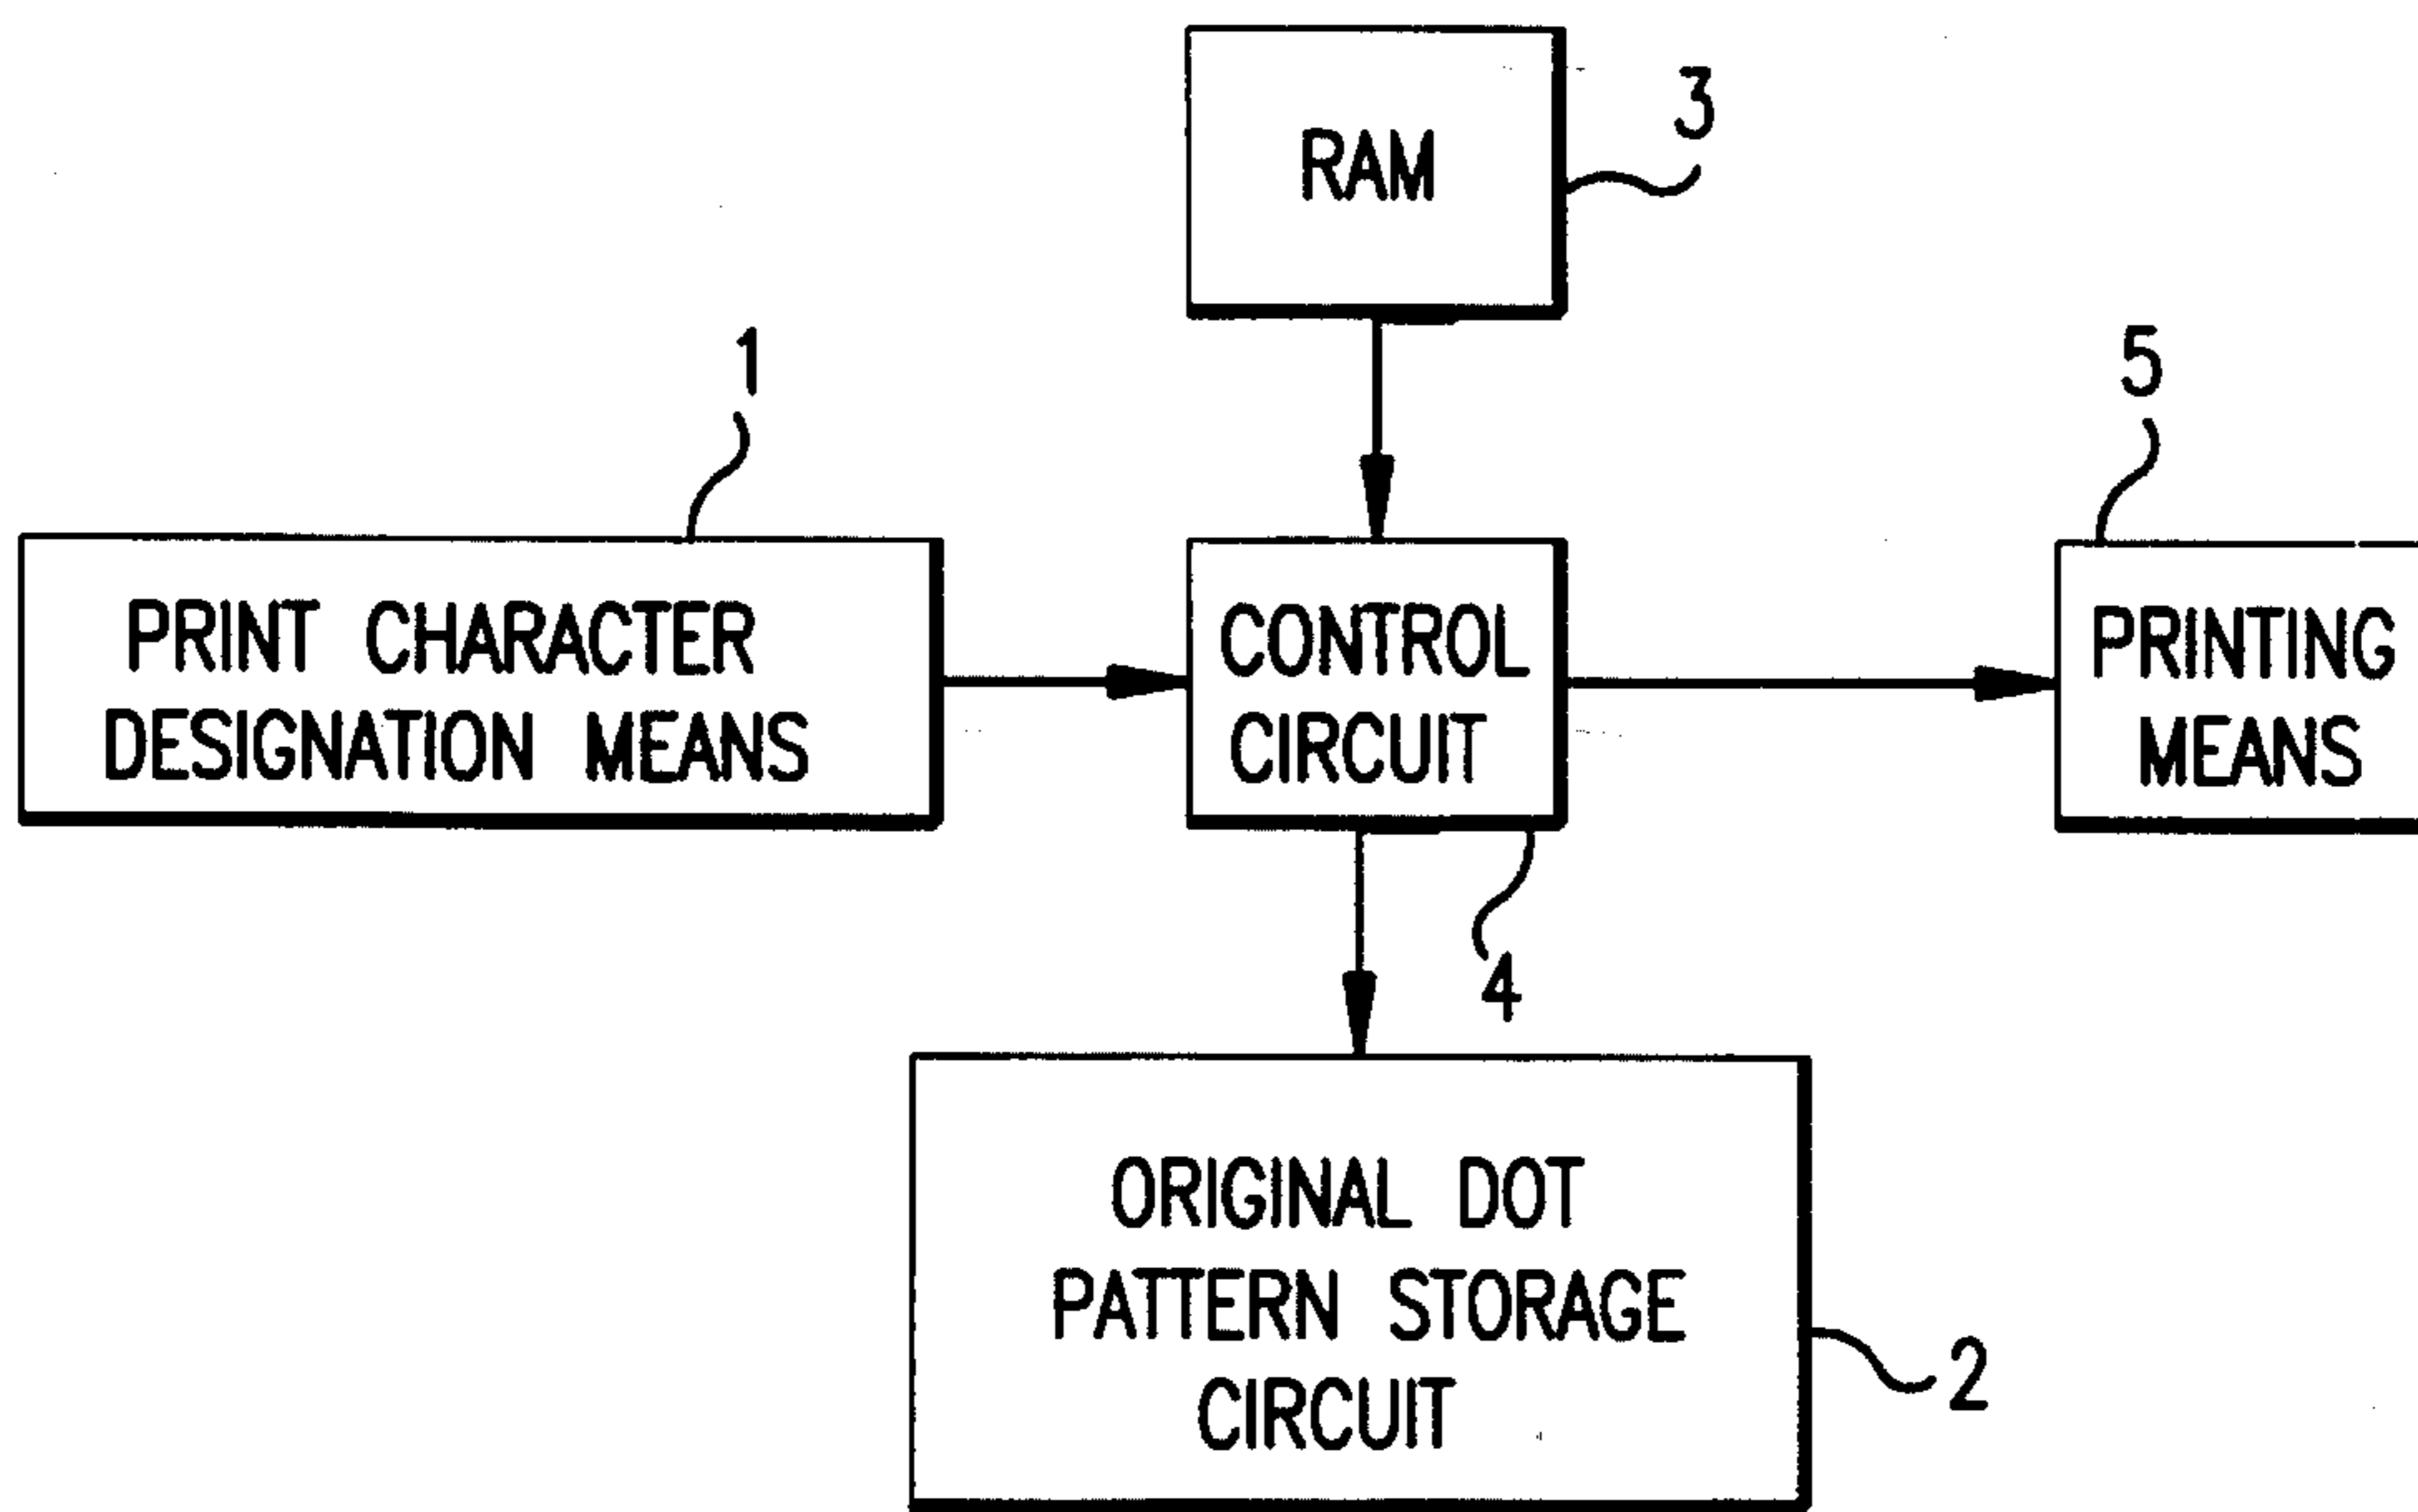 RAM
3
1
5
PRINT CHARACTER
DESIGNATION MEANS
CONTROL
CIRCUIT
PRINTING
MEANS
4
ORIGINAL DOT
PATTERN STORAGE
CIRCUIT
2